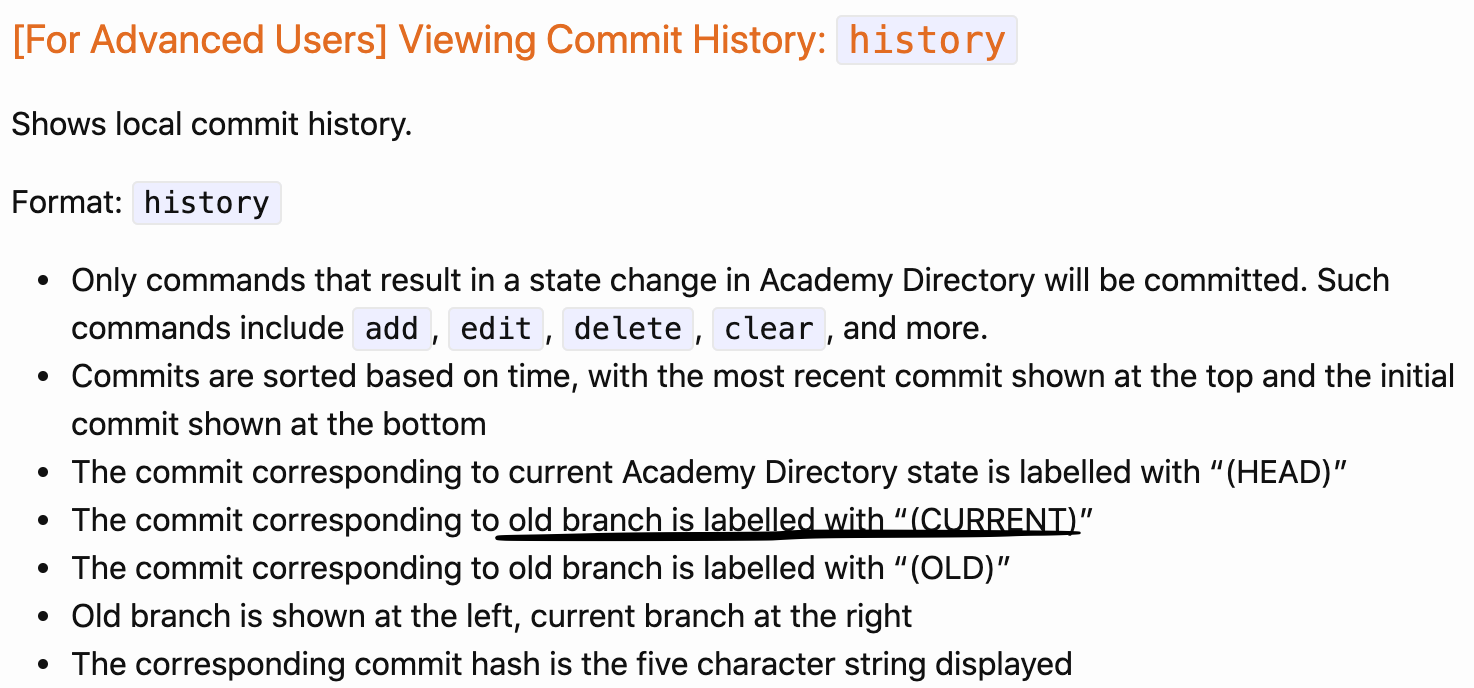 [For Advanced Users] Viewing Commit History: history
Shows local commit history.
Format: history
• Only commands that result in a state change in Academy Directory will be committed. Such
commands include add, edit, delete, clear, and more.
• Commits are sorted based on time, with the most recent commit shown at the top and the initial
commit shown at the bottom
• The commit corresponding to current Academy Directory state is labelled with “(HEAD)”
• The commit corresponding to old branch is labelled with “(CURRENT)”
• The commit corresponding to old branch is labelled with “(OLD)”
• Old branch is shown at the left, current branch at the right
• The corresponding commit hash is the five character string displayed